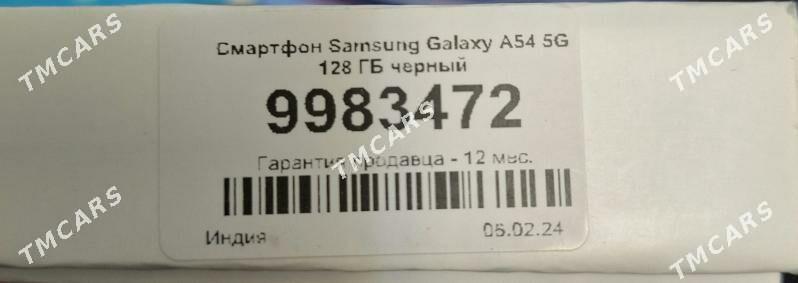 Смартфон Samsung Galaxy A54 5G
128 ГБ черный
9983472
Гарантия продавца - 12 мес.
Индия 06.02.24
TMCARS
TMCARS
TMCARS
TMCARS
TMCARS
TMCARS